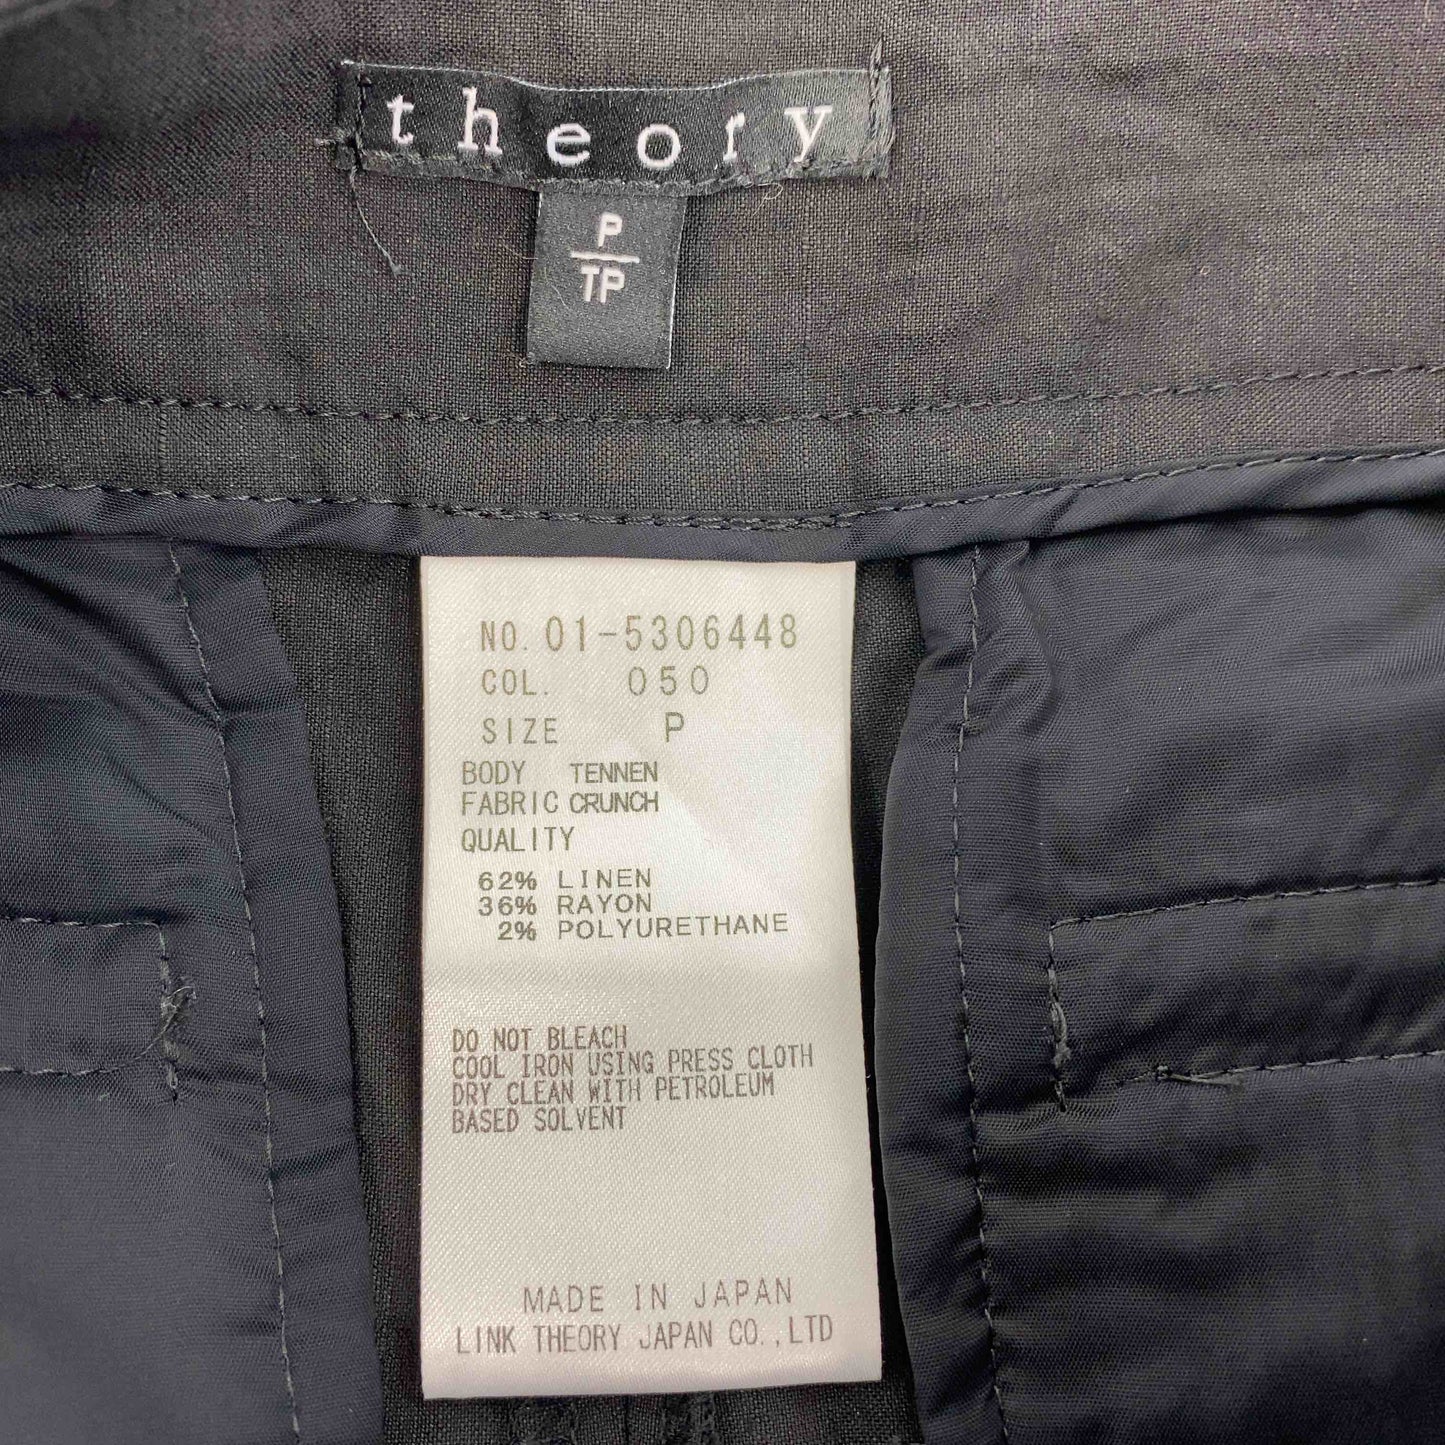 theory
P
TP
NO. 01-5306448
COL. 050
SIZE P
BODY TENNEN
FABRIC CRUNCH
QUALITY
62% LINEN
36% RAYON
2% POLYURETHANE
DO NOT BLEACH
COOL IRON USING PRESS CLOTH
DRY CLEAN WITH PETROLEUM
BASED SOLVENT
MADE IN JAPAN
LINK THEORY JAPAN CO.,LTD